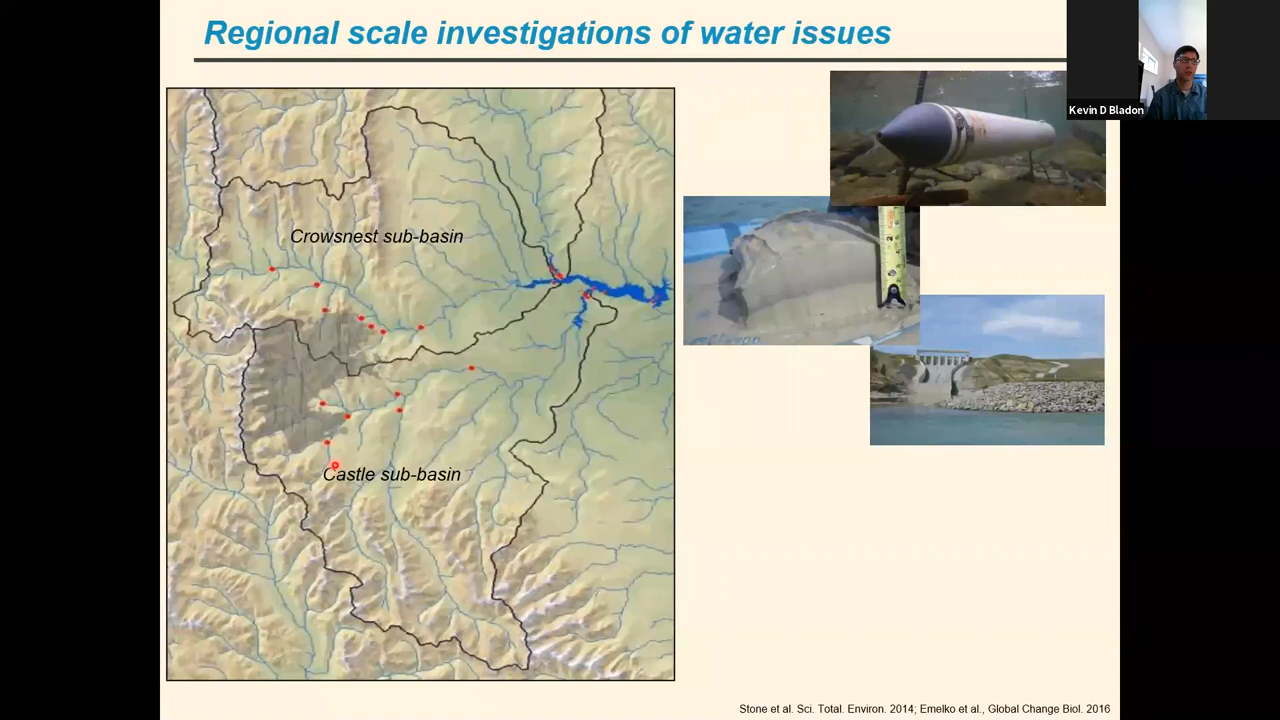 Regional scale investigations of water issues
Kevin D Bladon
Crowsnest sub-basin
Castle sub-basin
Stone et al. Sci. Total. Environ. 2014; Emelko et al., Global Change Biol. 2016